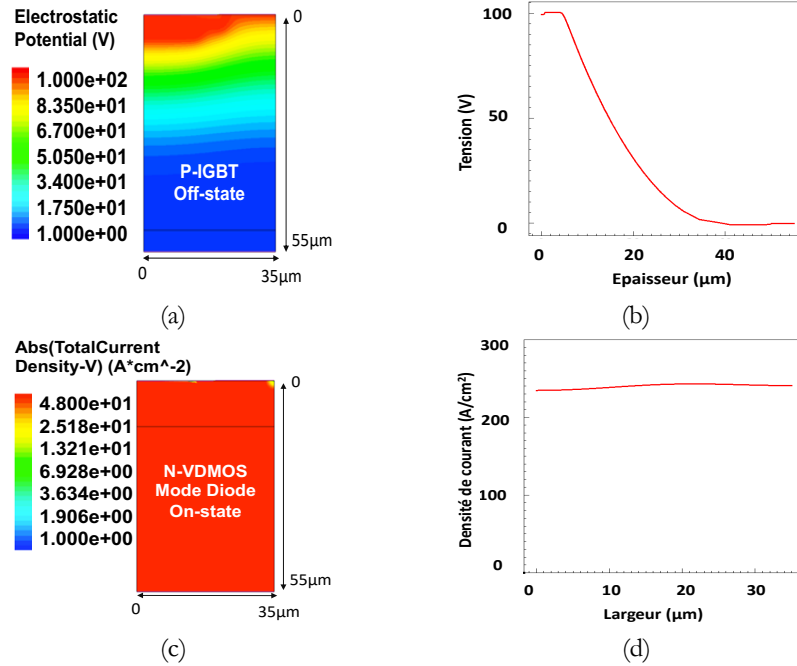 Electrostatic
Potential (V)
1.000e+02
8.350e+01
6.700e+01
5.050e+01
3.400e+01
1.750e+01
1.000e+00
P-IGBT
Off-state
0
55µm
0
35µm
(a)
Tension (V)
100
50
0
0
20
40
Epaisseur (µm)
(b)
Abs(TotalCurrent
Density-V) (A*cm^-2)
4.800e+01
2.518e+01
1.321e+01
6.928e+00
3.634e+00
1.906e+00
1.000e+00
N-VDMOS
Mode Diode
On-state
0
55µm
0
35µm
(c)
Densité de courant (A/cm²)
300
200
100
0
0
10
20
30
Largeur (µm)
(d)